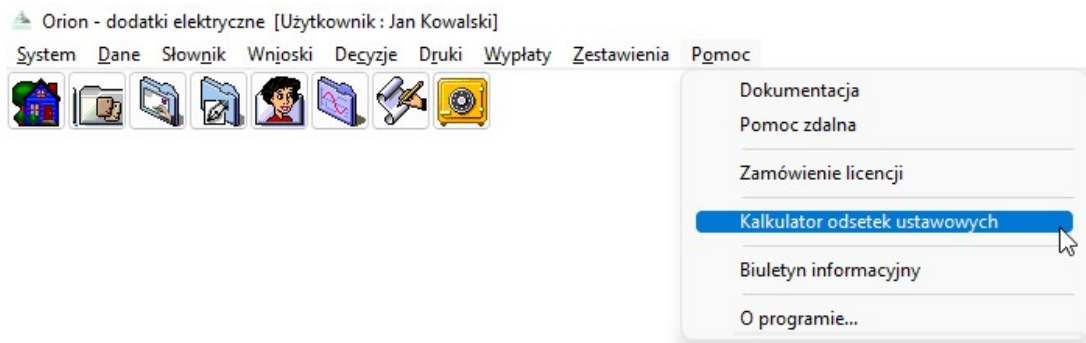 Orion - dodatki elektryczne [Użytkownik : Jan Kowalski]
System Dane Słownik Wnioski Decyzje Druki Wypłaty Zestawienia Pomoc
Dokumentacja
Pomoc zdalna
Zamówienie licencji
Kalkulator odsetek ustawowych
Biuletyn informacyjny
O programie...